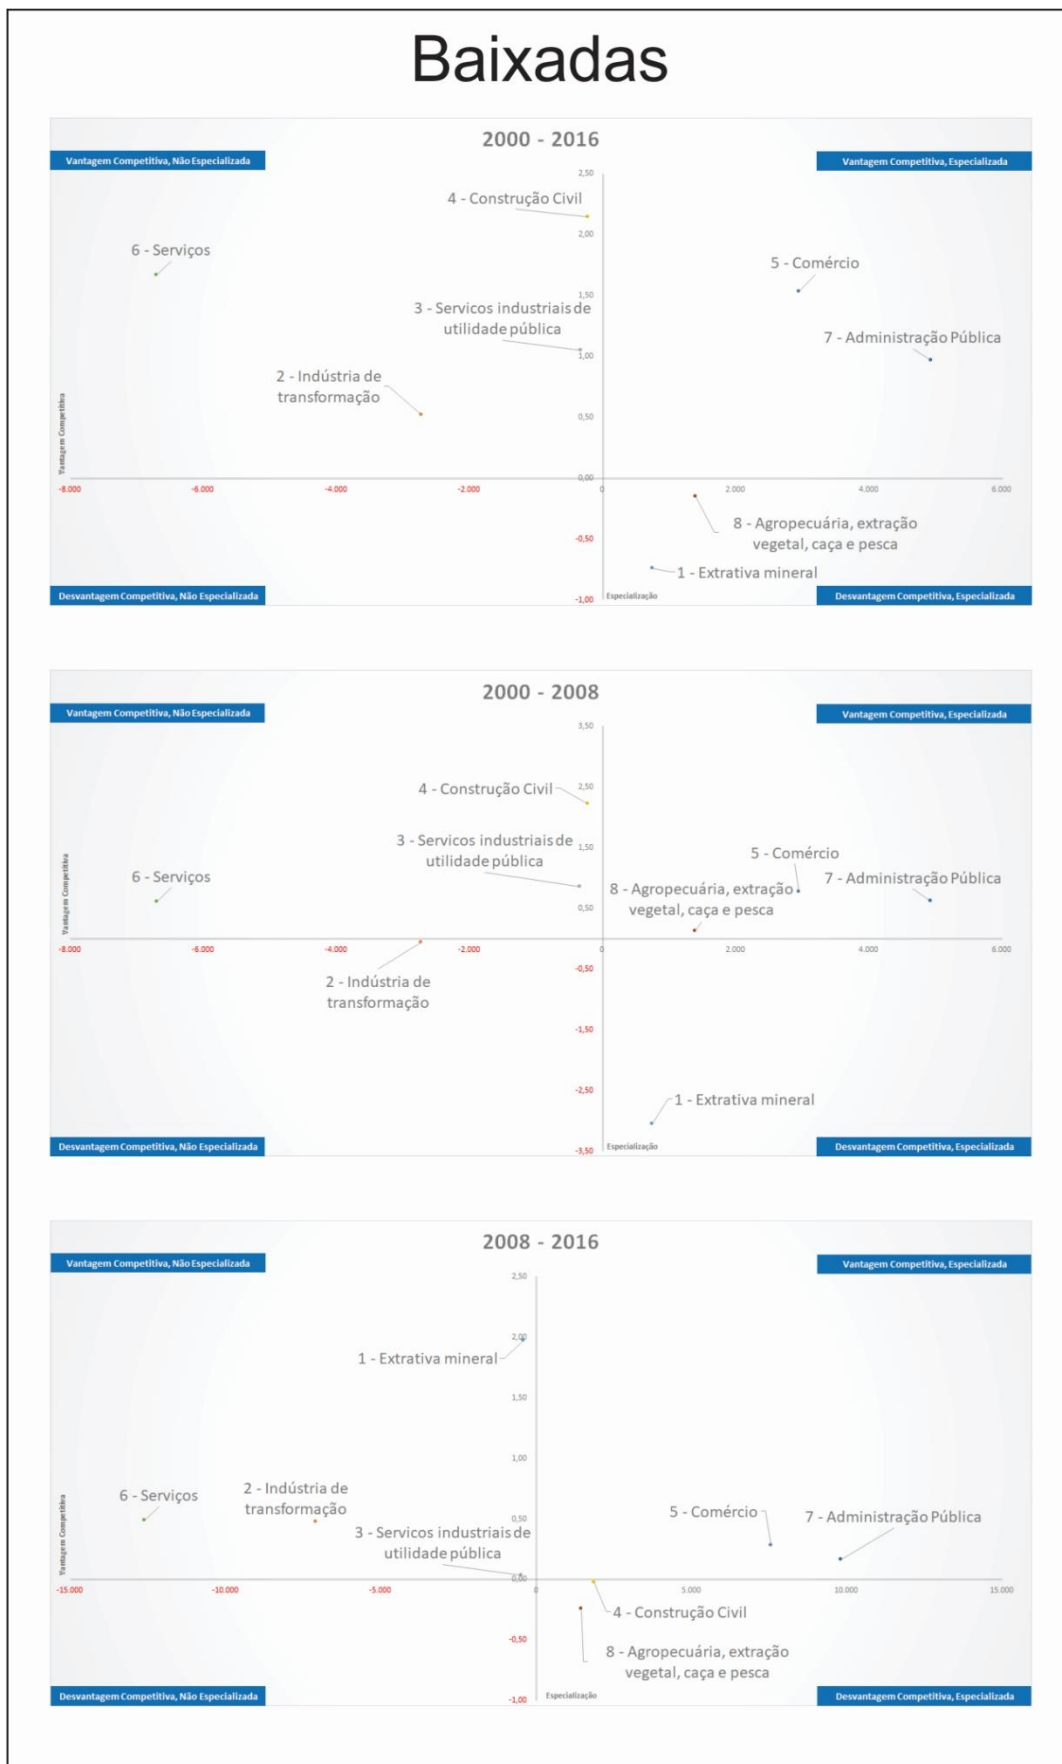 Baixadas
2000 - 2016
Vantagem Competitiva, Não Especializada
Vantagem Competitiva, Especializada
2,50
4 - Construção Civil
2,00
6 - Serviços
5 - Comércio
1,50
3 - Servicos industriais de
utilidade pública
7 - Administração Pública
1,00
2 - Indústria de
transformação
0,50
Vantagem Competitiva
0,00
-8.000 -6.000 -4.000 -2.000 0 2.000 4.000 6.000
8 - Agropecuária, extração
vegetal, caça e pesca
-0,50
1 - Extrativa mineral
Desvantagem Competitiva, Não Especializada
-1,00 Especialização
Desvantagem Competitiva, Especializada
2000 - 2008
Vantagem Competitiva, Não Especializada
Vantagem Competitiva, Especializada
3,50
4 - Construção Civil
2,50
3 - Servicos industriais de
utilidade pública
1,50
5 - Comércio
6 - Serviços
8 - Agropecuária, extração
vegetal, caça e pesca
7 - Administração Pública
0,50
Vantagem Competitiva
-8.000 -6.000 -4.000 -2.000 0 2.000 4.000 6.000
-0,50
2 - Indústria de
transformação
-1,50
-2,50
1 - Extrativa mineral
Desvantagem Competitiva, Não Especializada
-3,50 Especialização
Desvantagem Competitiva, Especializada
2008 - 2016
Vantagem Competitiva, Não Especializada
Vantagem Competitiva, Especializada
2,50
2,00
1 - Extrativa mineral
1,50
1,00
6 - Serviços
2 - Indústria de
transformação
0,50
3 - Servicos industriais de
utilidade pública
5 - Comércio
7 - Administração Pública
Vantagem Competitiva
0,00
-15.000 -10.000 -5.000 0 5.000 10.000 15.000
4 - Construção Civil
-0,50
8 - Agropecuária, extração
vegetal, caça e pesca
Desvantagem Competitiva, Não Especializada
-1,00 Especialização
Desvantagem Competitiva, Especializada